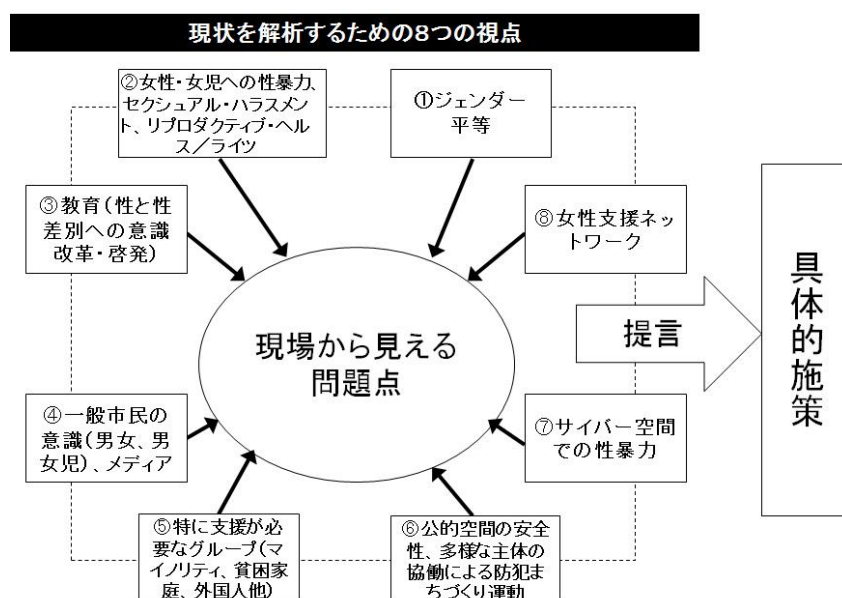 現状を解析するための8つの視点
①ジェンダー
平等
②女性・女児への性暴力、
セクシュアル・ハラスメン
ト、リプロダクティブ・ヘル
ス／ライツ
③教育(性と性
差別への意識
改革・啓発)
④一般市民の
意識(男女、男
女児)、メディア
⑤特に支援が必
要なグループ(マ
イノリティ、貧困家
庭、外国人他)
⑥公的空間の安全
性、多様な主体の
協働による防犯ま
ちづくり運動
⑦サイバー空間
での性暴力
⑧女性支援ネッ
トワーク
現場から見える
問題点
提言
具体的施策